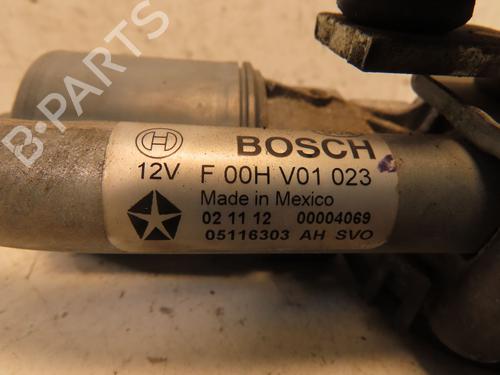 B-PARTS
BOSCH
12V F 00H V01 023
Made in Mexico
02 11 12 00004069
05116303 AH SVO